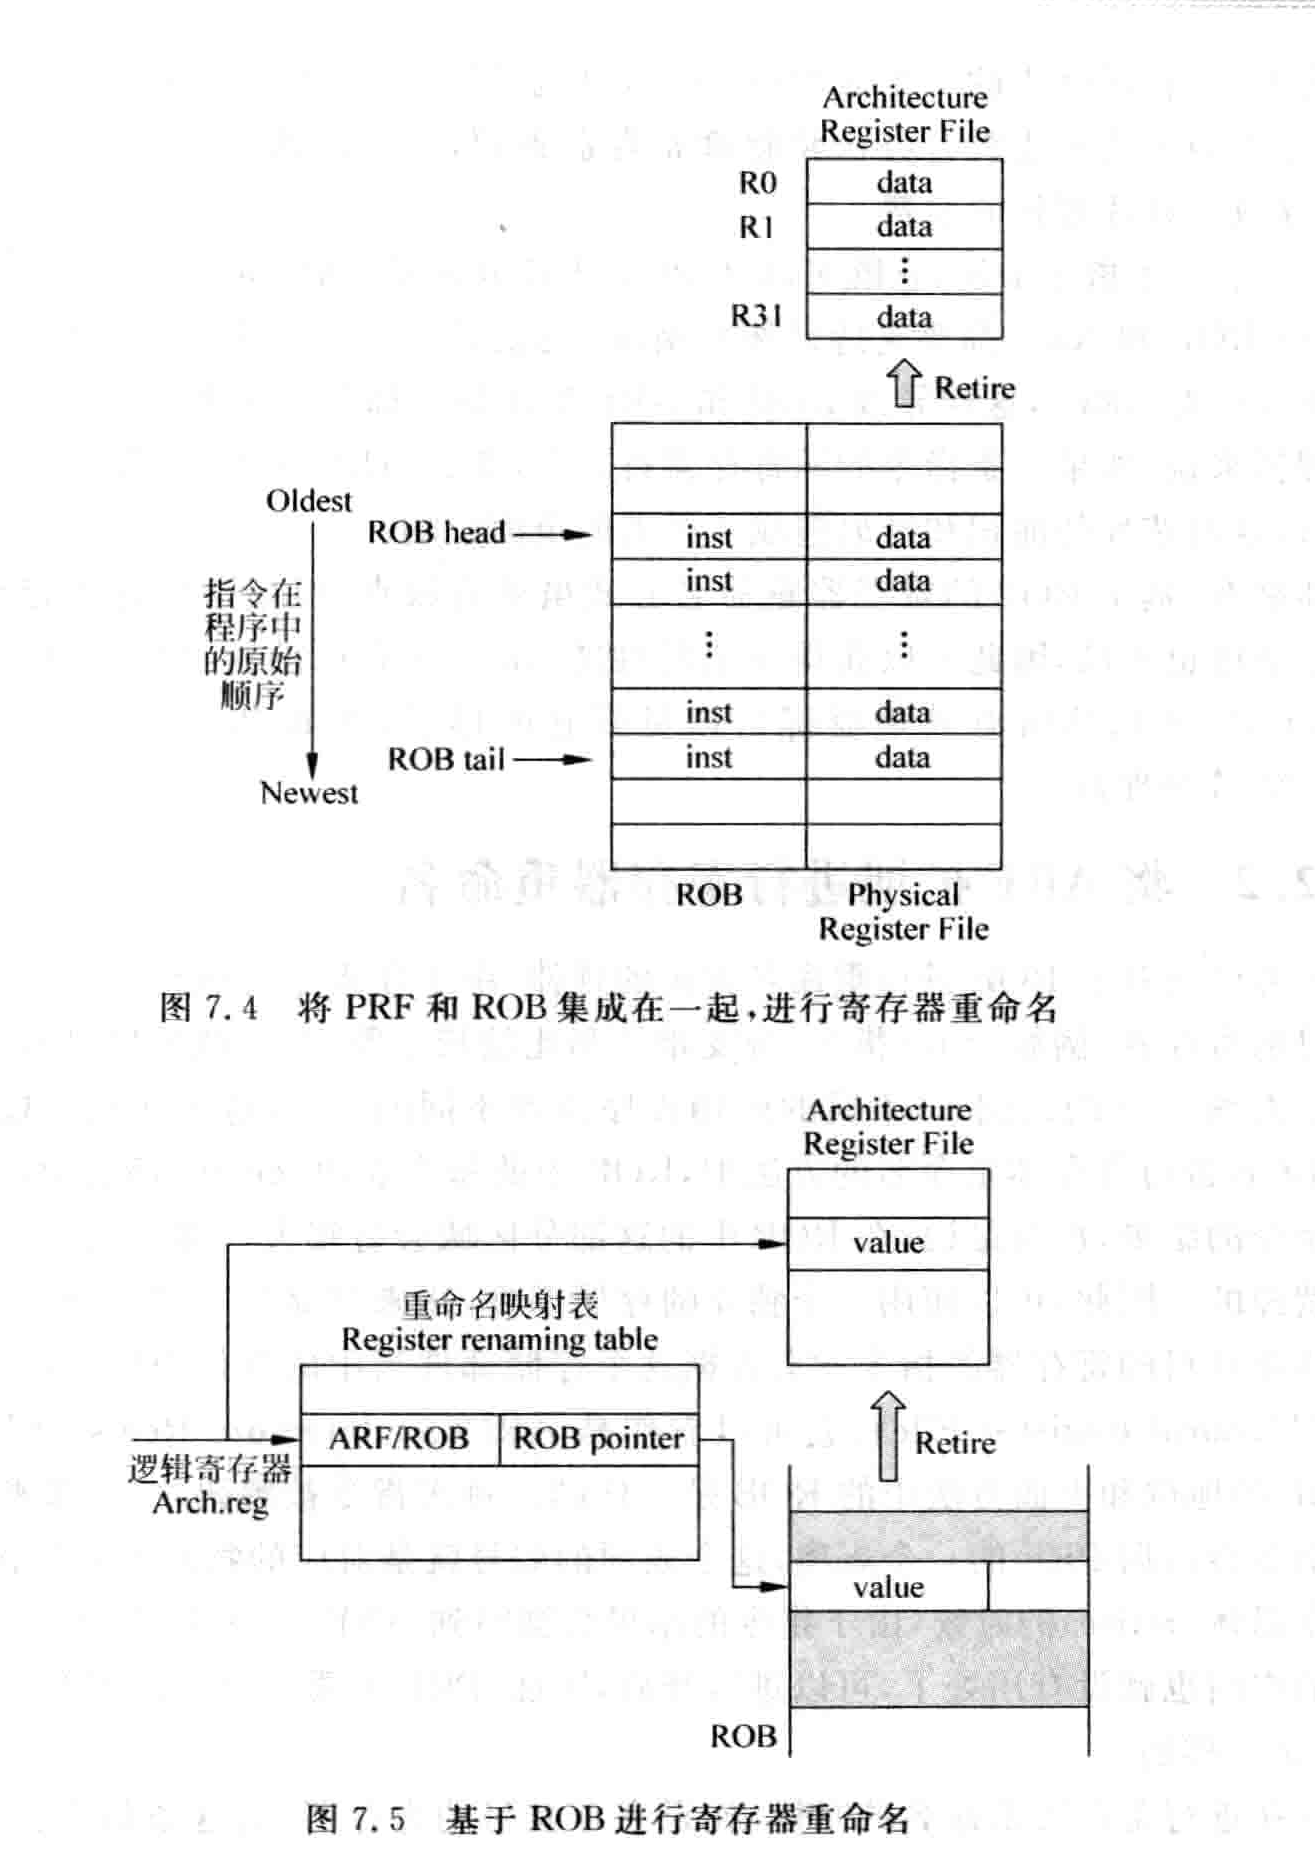 Architecture
Register File
R0 data
R1 data
⋮
R31 data
Retire
Oldest
指令在
程序中
的原始
顺序
Newest
ROB head inst data
inst data
⋮ ⋮
inst data
ROB tail inst data
ROB
Physical
Register File
图 7.4 将 PRF 和 ROB 集成在一起,进行寄存器重命名
Architecture
Register File
value
重命名映射表
Register renaming table
ARF/ROB ROB pointer
逻辑寄存器
Arch.reg
Retire
value
ROB
图 7.5 基于 ROB 进行寄存器重命名